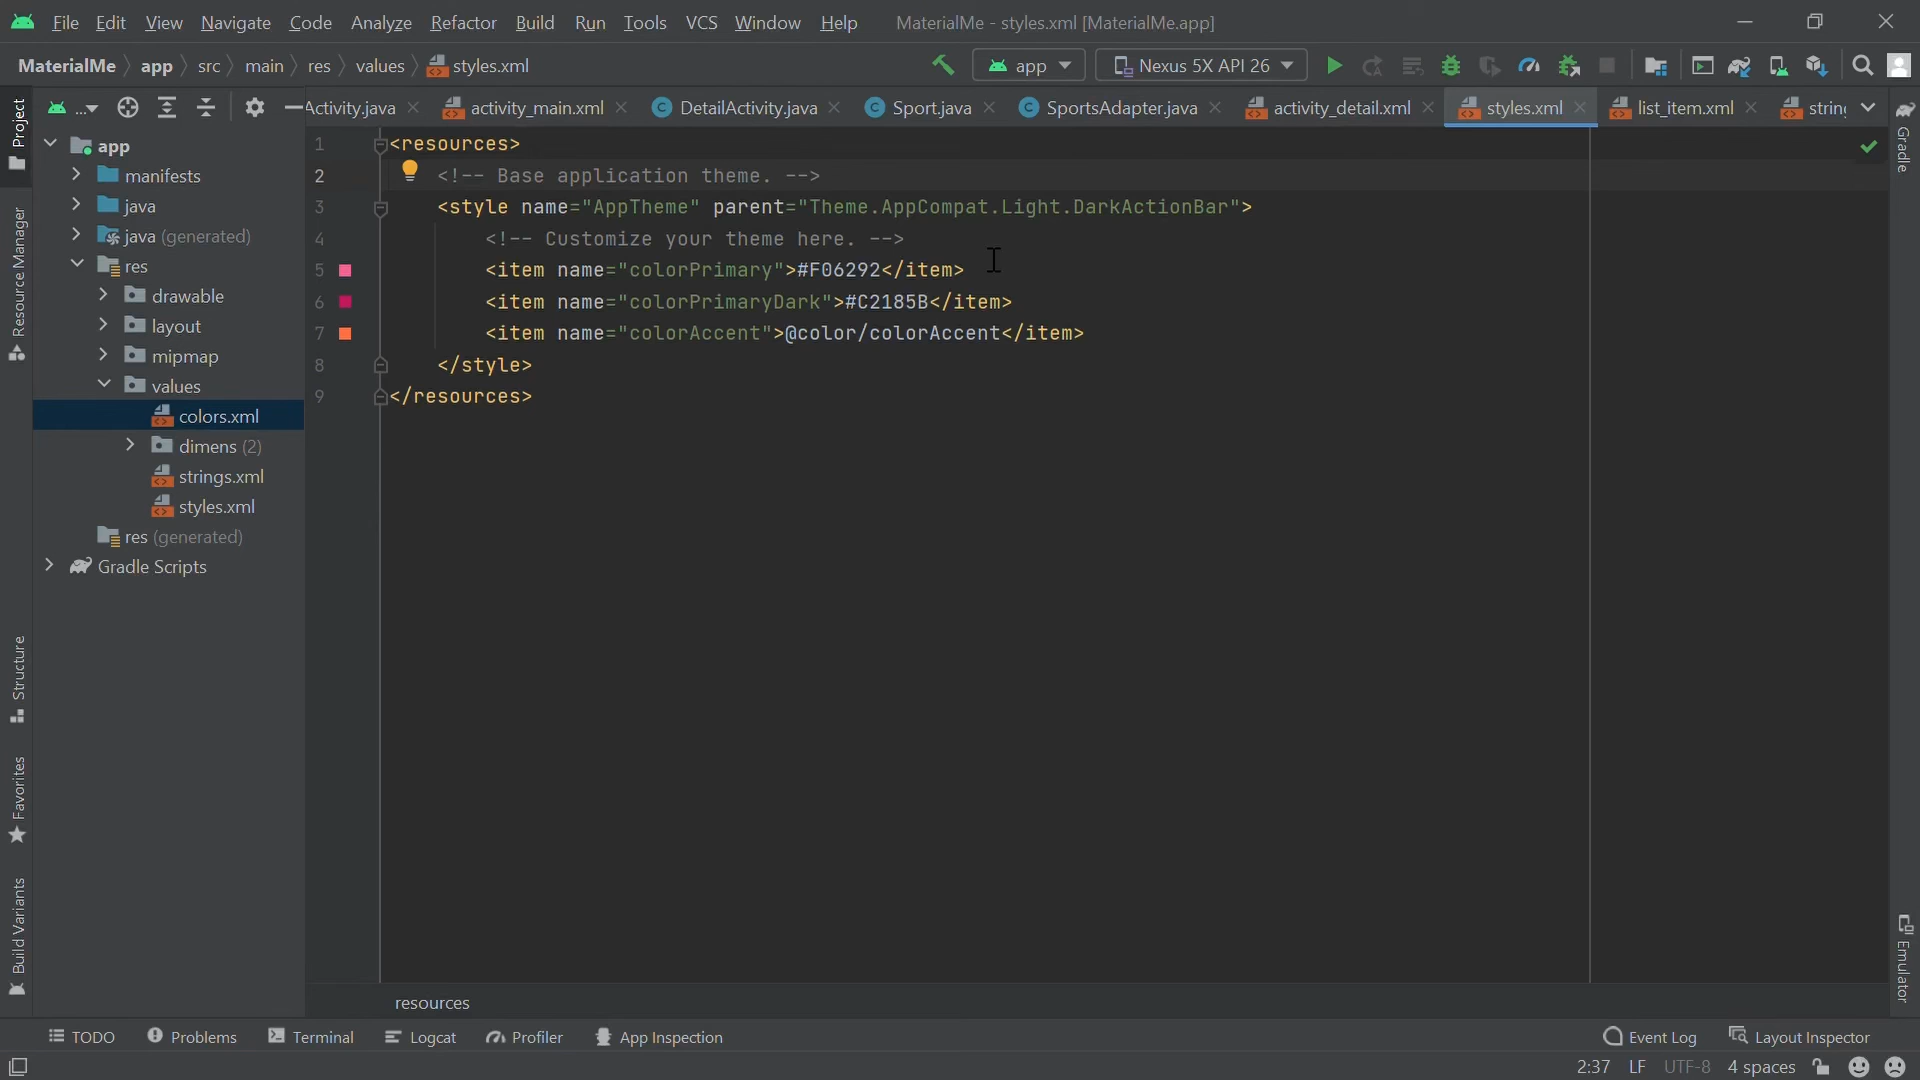 File Edit View Navigate Code Analyze Refactor Build Run Tools VCS Window Help MaterialMe - styles.xml [MaterialMe.app]
MaterialMe app src main res values styles.xml app Nexus 5X API 26
Activity.java activity_main.xml DetailActivity.java Sport.java SportsAdapter.java activity_detail.xml styles.xml list_item.xml string
Project
Resource Manager
Structure
Favorites
Build Variants
app
manifests
java
java (generated)
res
drawable
layout
mipmap
values
colors.xml
dimens (2)
strings.xml
styles.xml
res (generated)
Gradle Scripts
1 <resources>
2 <!-- Base application theme. -->
3 <style name="AppTheme" parent="Theme.AppCompat.Light.DarkActionBar">
4 <!-- Customize your theme here. -->
5 <item name="colorPrimary">#F06292</item>
6 <item name="colorPrimaryDark">#C2185B</item>
7 <item name="colorAccent">@color/colorAccent</item>
8 </style>
9 </resources>
Gradle
Emulator
resources
TODO Problems Terminal Logcat Profiler App Inspection Event Log Layout Inspector
2:37 LF UTF-8 4 spaces